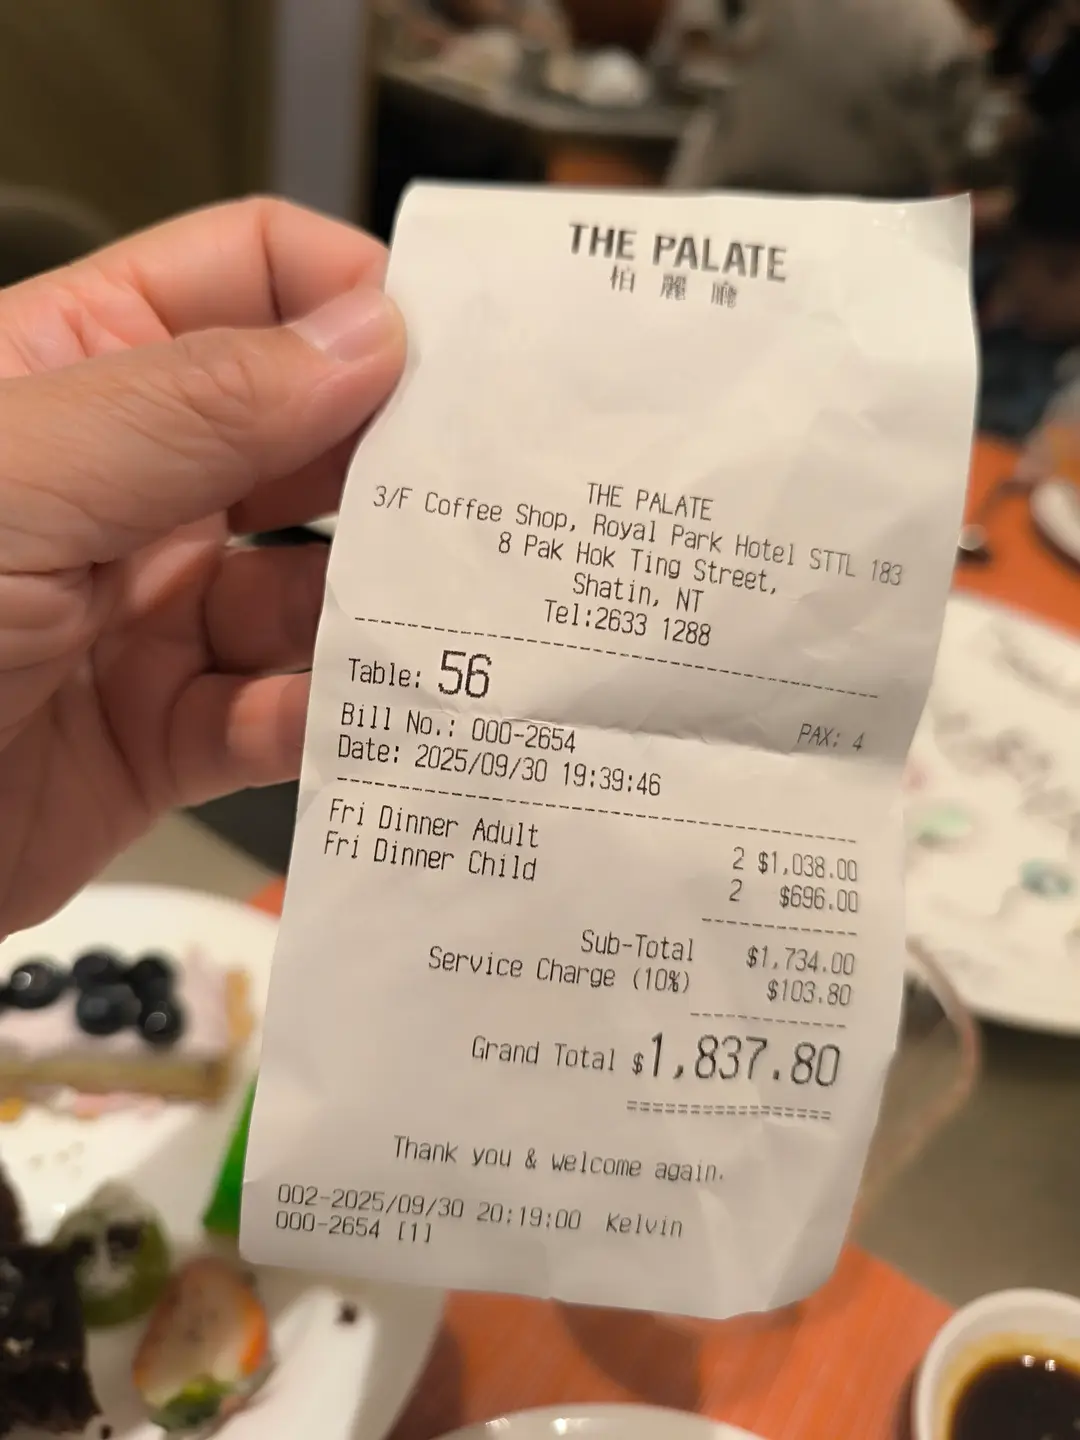 THE PALATE
柏麗廳
THE PALATE
3/F Coffee Shop, Royal Park Hotel STTL 183
8 Pak Hok Ting Street,
Shatin, NT
Tel:2633 1288
Table: 56
Bill No.: 000-2654 PAX: 4
Date: 2025/09/30 19:39:46
Fri Dinner Adult 2 $1,038.00
Fri Dinner Child 2 $696.00
Sub-Total $1,734.00
Service Charge (10%) $103.80
Grand Total $1,837.80
Thank you & welcome again.
002-2025/09/30 20:19:00 Kelvin
000-2654 [1]